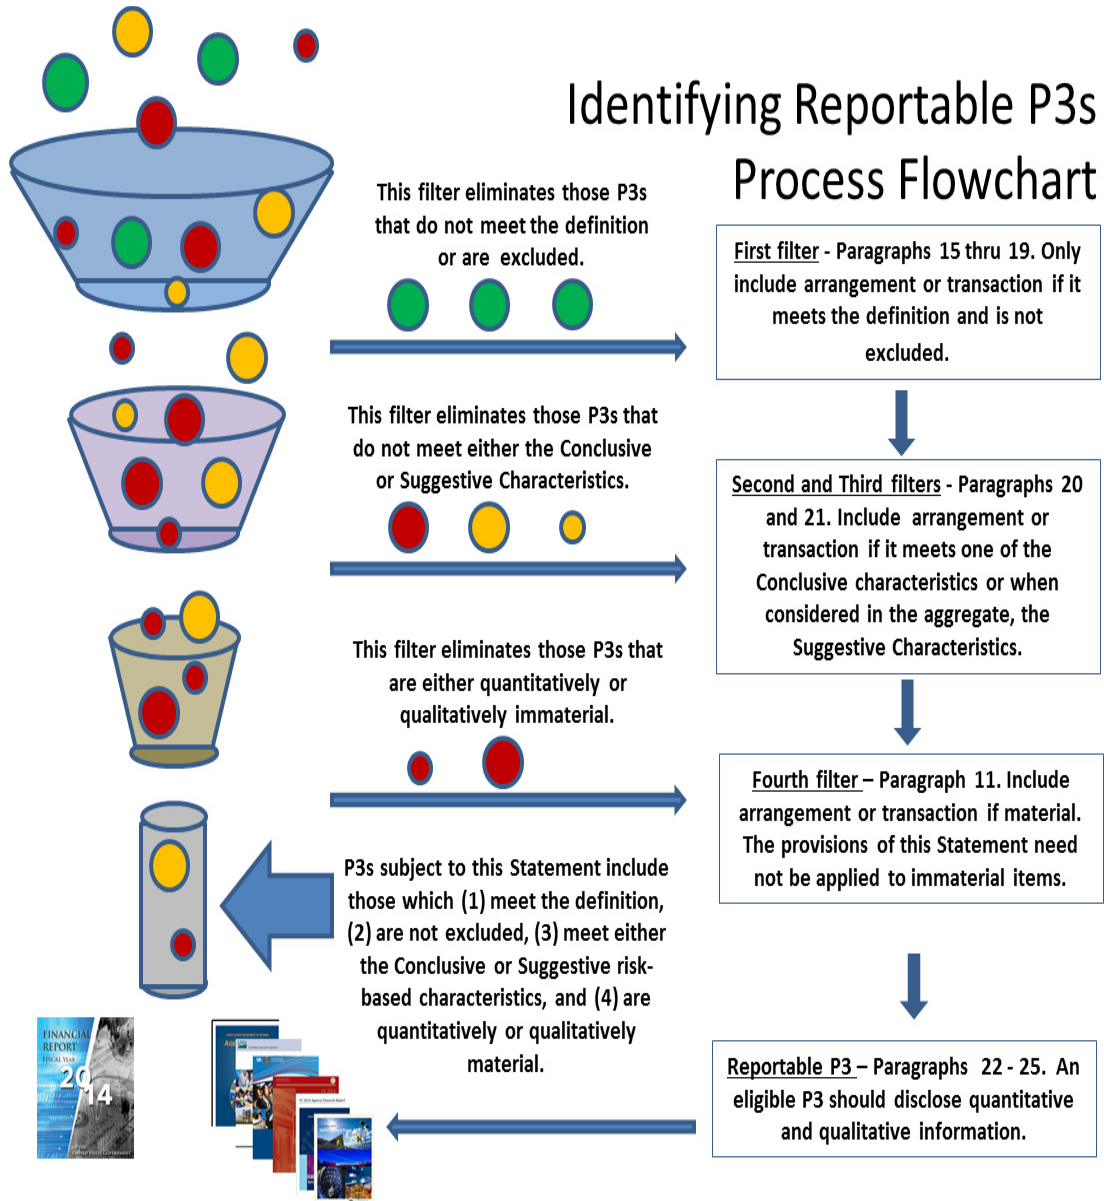 Identifying Reportable P3s
Process Flowchart
This filter eliminates those P3s
that do not meet the definition
or are excluded.
First filter - Paragraphs 15 thru 19. Only
include arrangement or transaction if it
meets the definition and is not
excluded.
This filter eliminates those P3s that
do not meet either the Conclusive
or Suggestive Characteristics.
Second and Third filters - Paragraphs 20
and 21. Include arrangement or
transaction if it meets one of the
Conclusive characteristics or when
considered in the aggregate, the
Suggestive Characteristics.
This filter eliminates those P3s that
are either quantitatively or
qualitatively immaterial.
Fourth filter – Paragraph 11. Include
arrangement or transaction if material.
The provisions of this Statement need
not be applied to immaterial items.
P3s subject to this Statement include
those which (1) meet the definition,
(2) are not excluded, (3) meet either
the Conclusive or Suggestive risk-
based characteristics, and (4) are
quantitatively or qualitatively
material.
Reportable P3 – Paragraphs 22 - 25. An
eligible P3 should disclose quantitative
and qualitative information.
FINANCIAL
REPORT
FISCAL YEAR
20
14
UNITED STATES GOVERNMENT